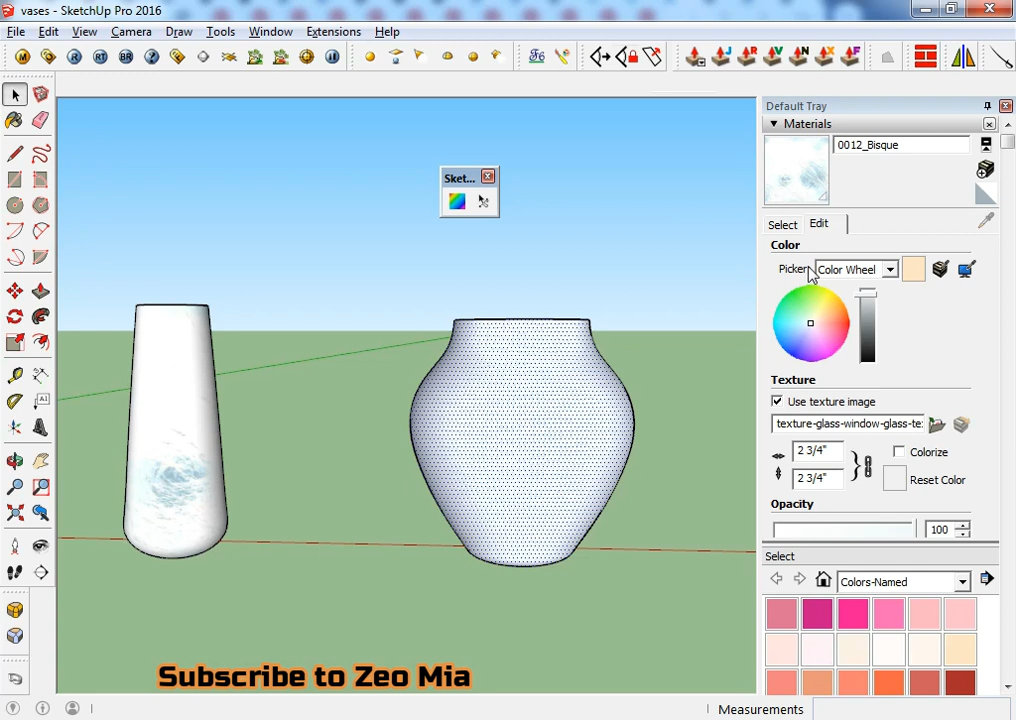 vases - SketchUp Pro 2016
File Edit View Camera Draw Tools Window Extensions Help
M R RT BR J R V N X F
Default Tray
Materials
0012_Bisque
Sket...
Select Edit
Color
Picker: Color Wheel
Texture
Use texture image
texture-glass-window-glass-te:
2 3/4"
Colorize
2 3/4"
Reset Color
Opacity
100
Select
Colors-Named
Subscribe to Zeo Mia
Measurements